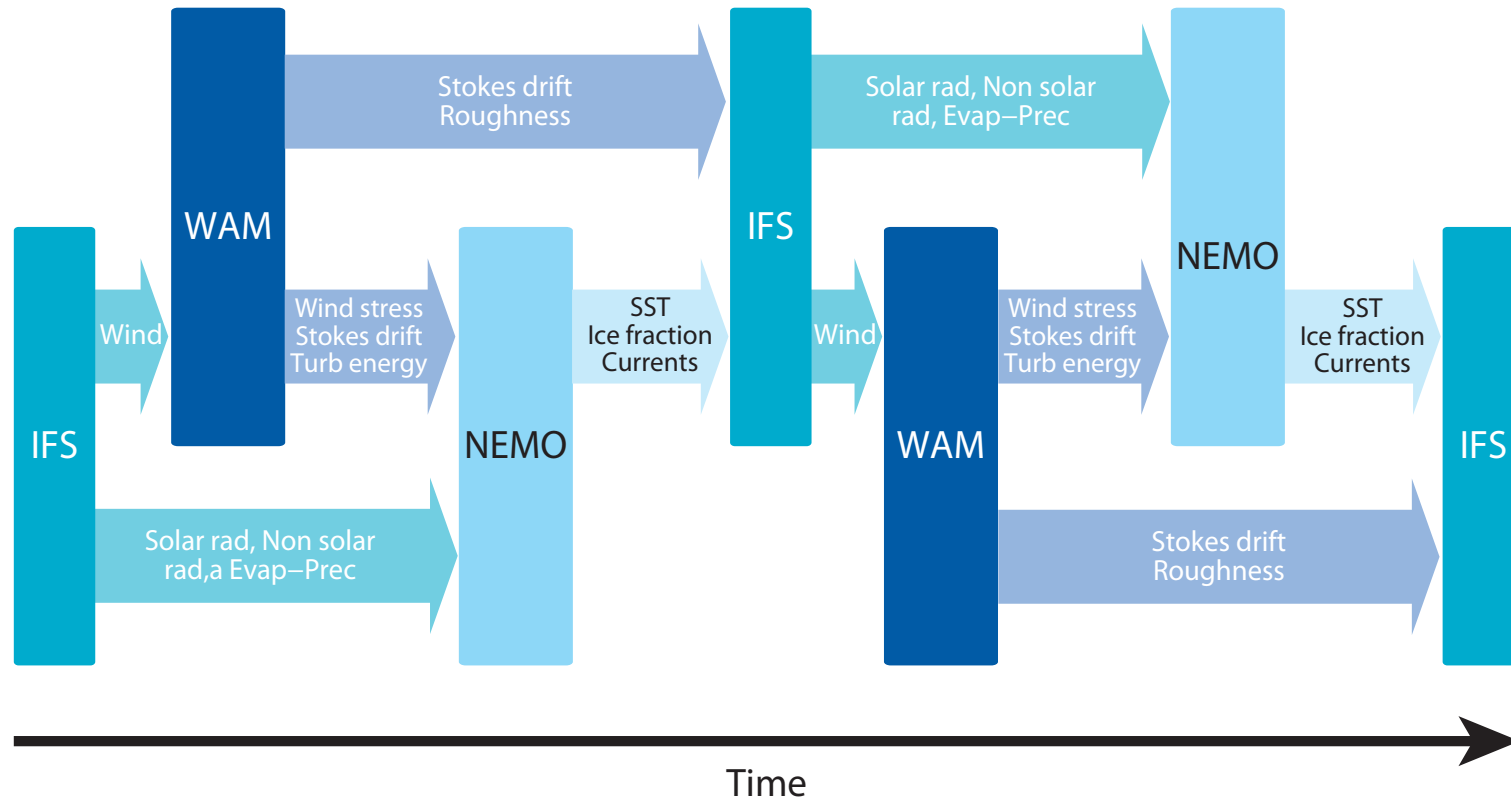 Stokes drift
Roughness
Solar rad, Non solar
rad, Evap−Prec
WAM
IFS
NEMO
Wind
Wind stress
Stokes drift
Turb energy
SST
Ice fraction
Currents
Wind
Wind stress
Stokes drift
Turb energy
SST
Ice fraction
Currents
IFS
NEMO
WAM
IFS
Solar rad, Non solar
rad,a Evap−Prec
Stokes drift
Roughness
Time